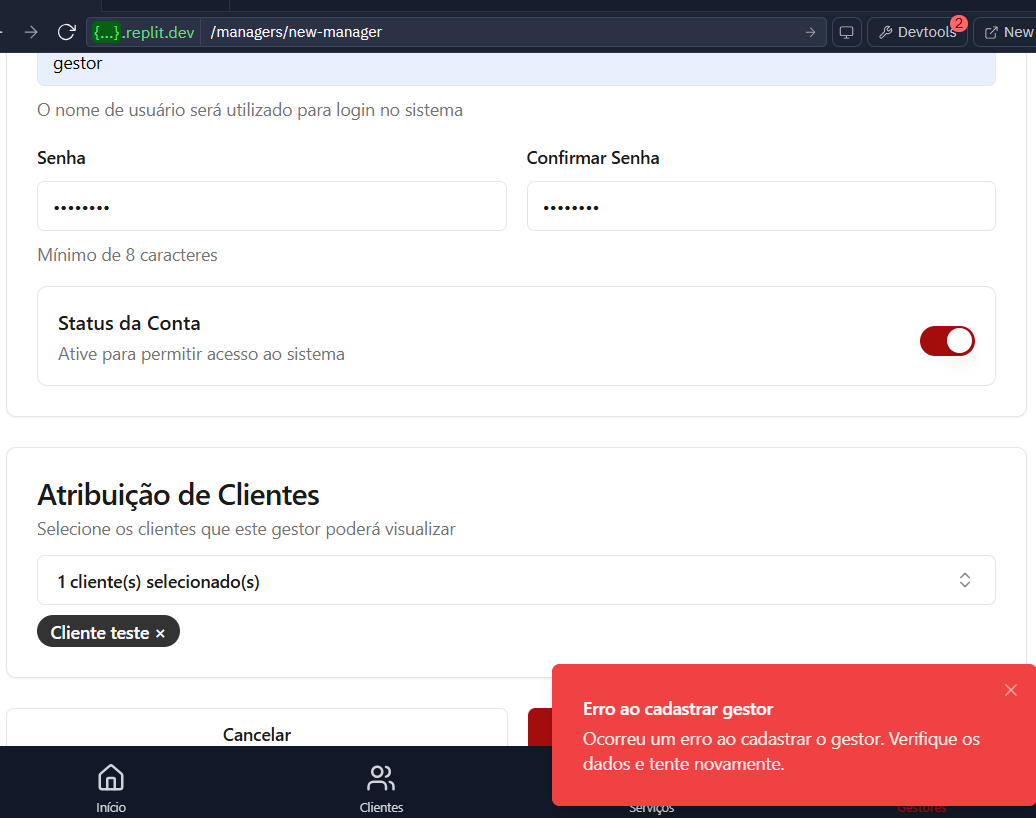 {...}.replit.dev /managers/new-manager
Devtools 2
New
gestor
O nome de usuário será utilizado para login no sistema
Senha Confirmar Senha
•••••••• ••••••••
Mínimo de 8 caracteres
Status da Conta
Ative para permitir acesso ao sistema
Atribuição de Clientes
Selecione os clientes que este gestor poderá visualizar
1 cliente(s) selecionado(s)
Cliente teste ×
Cancelar
Erro ao cadastrar gestor
Ocorreu um erro ao cadastrar o gestor. Verifique os
dados e tente novamente.
Início Clientes Serviços Gestores